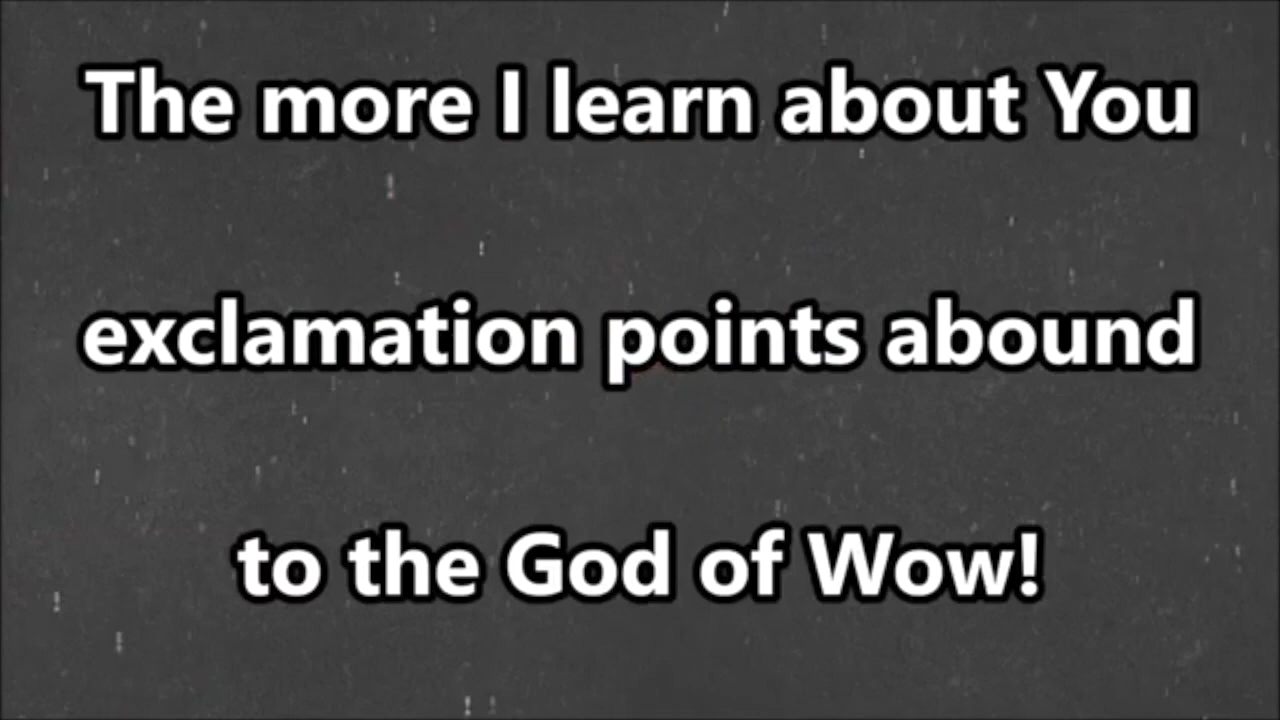 The more I learn about You
exclamation points abound
to the God of Wow!